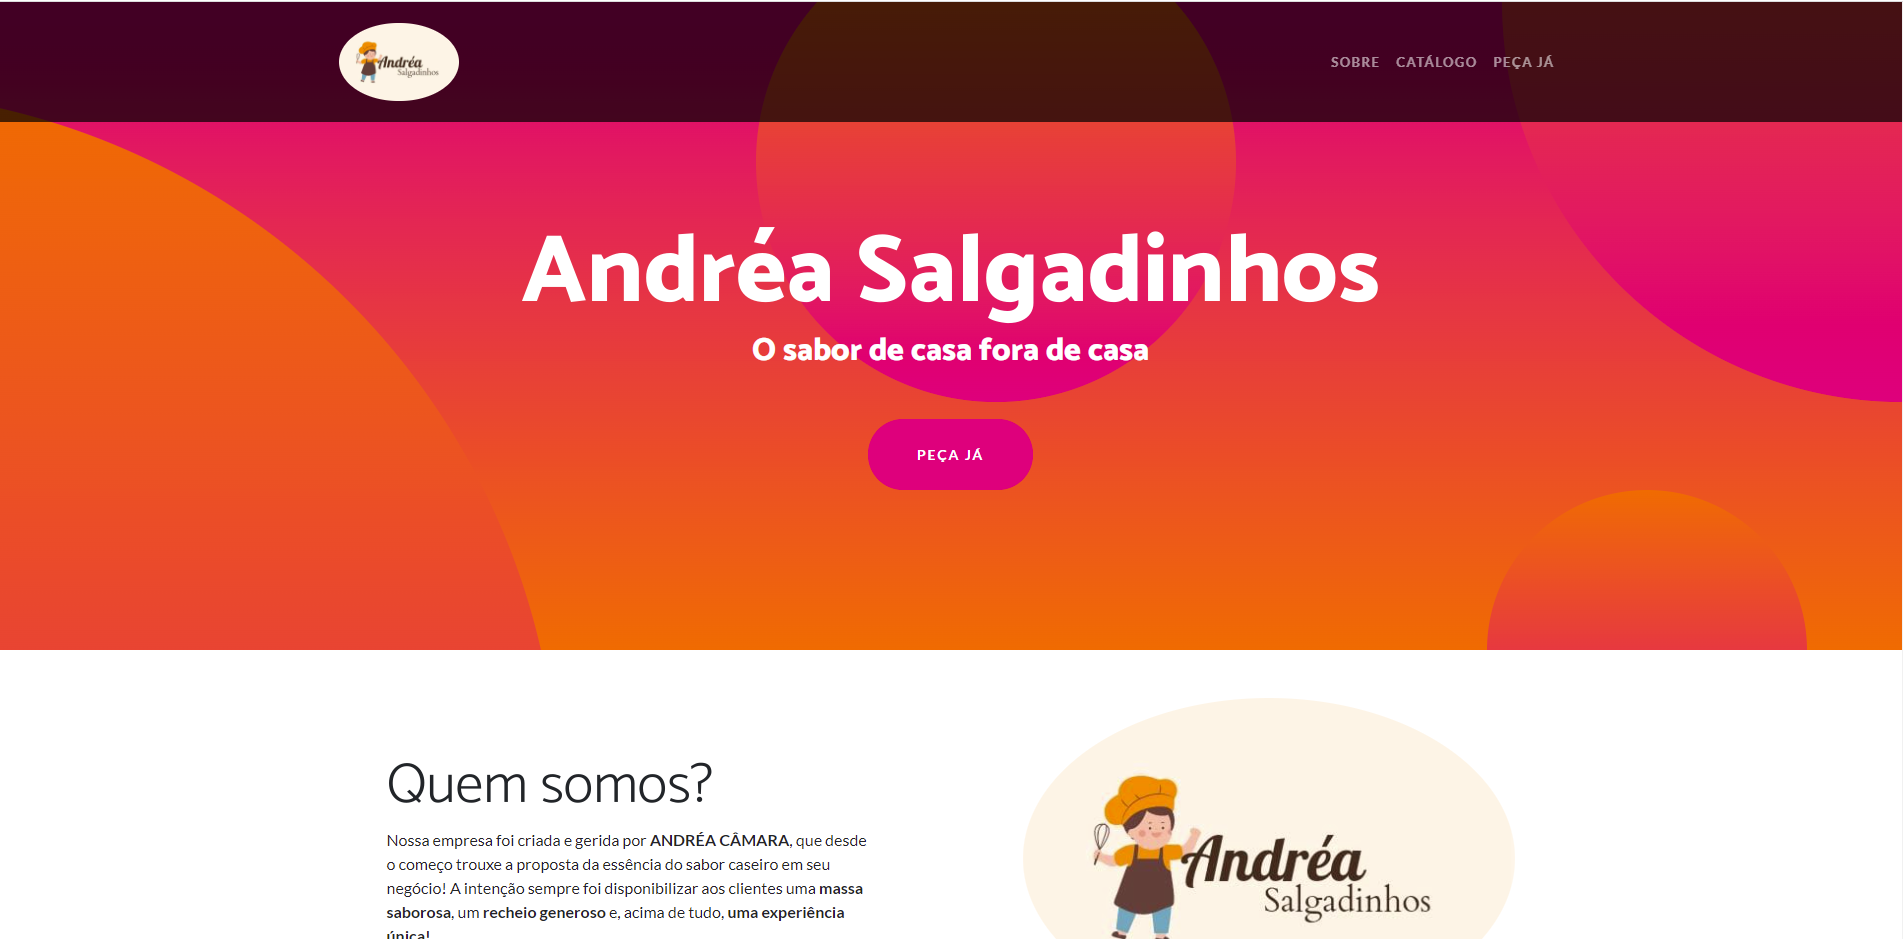 Andréa
Salgadinhos
SOBRE CATÁLOGO PEÇA JÁ
Andréa Salgadinhos
O sabor de casa fora de casa
PEÇA JÁ
Quem somos?
Nossa empresa foi criada e gerida por ANDRÉA CÂMARA, que desde
o começo trouxe a proposta da essência do sabor caseiro em seu
negócio! A intenção sempre foi disponibilizar aos clientes uma massa
saborosa, um recheio generoso e, acima de tudo, uma experiência
única!
Andréa
Salgadinhos